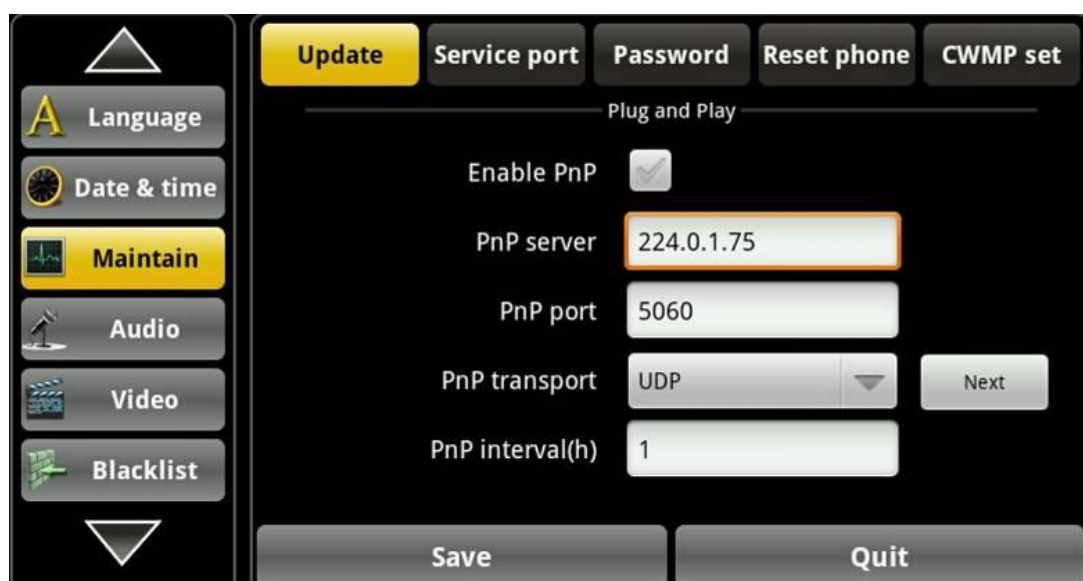 Update
Service port
Password
Reset phone
CWMP set
A Language
Date & time
Maintain
Audio
Video
Blacklist
Plug and Play
Enable PnP
PnP server 224.0.1.75
PnP port 5060
PnP transport UDP
Next
PnP interval(h) 1
Save
Quit